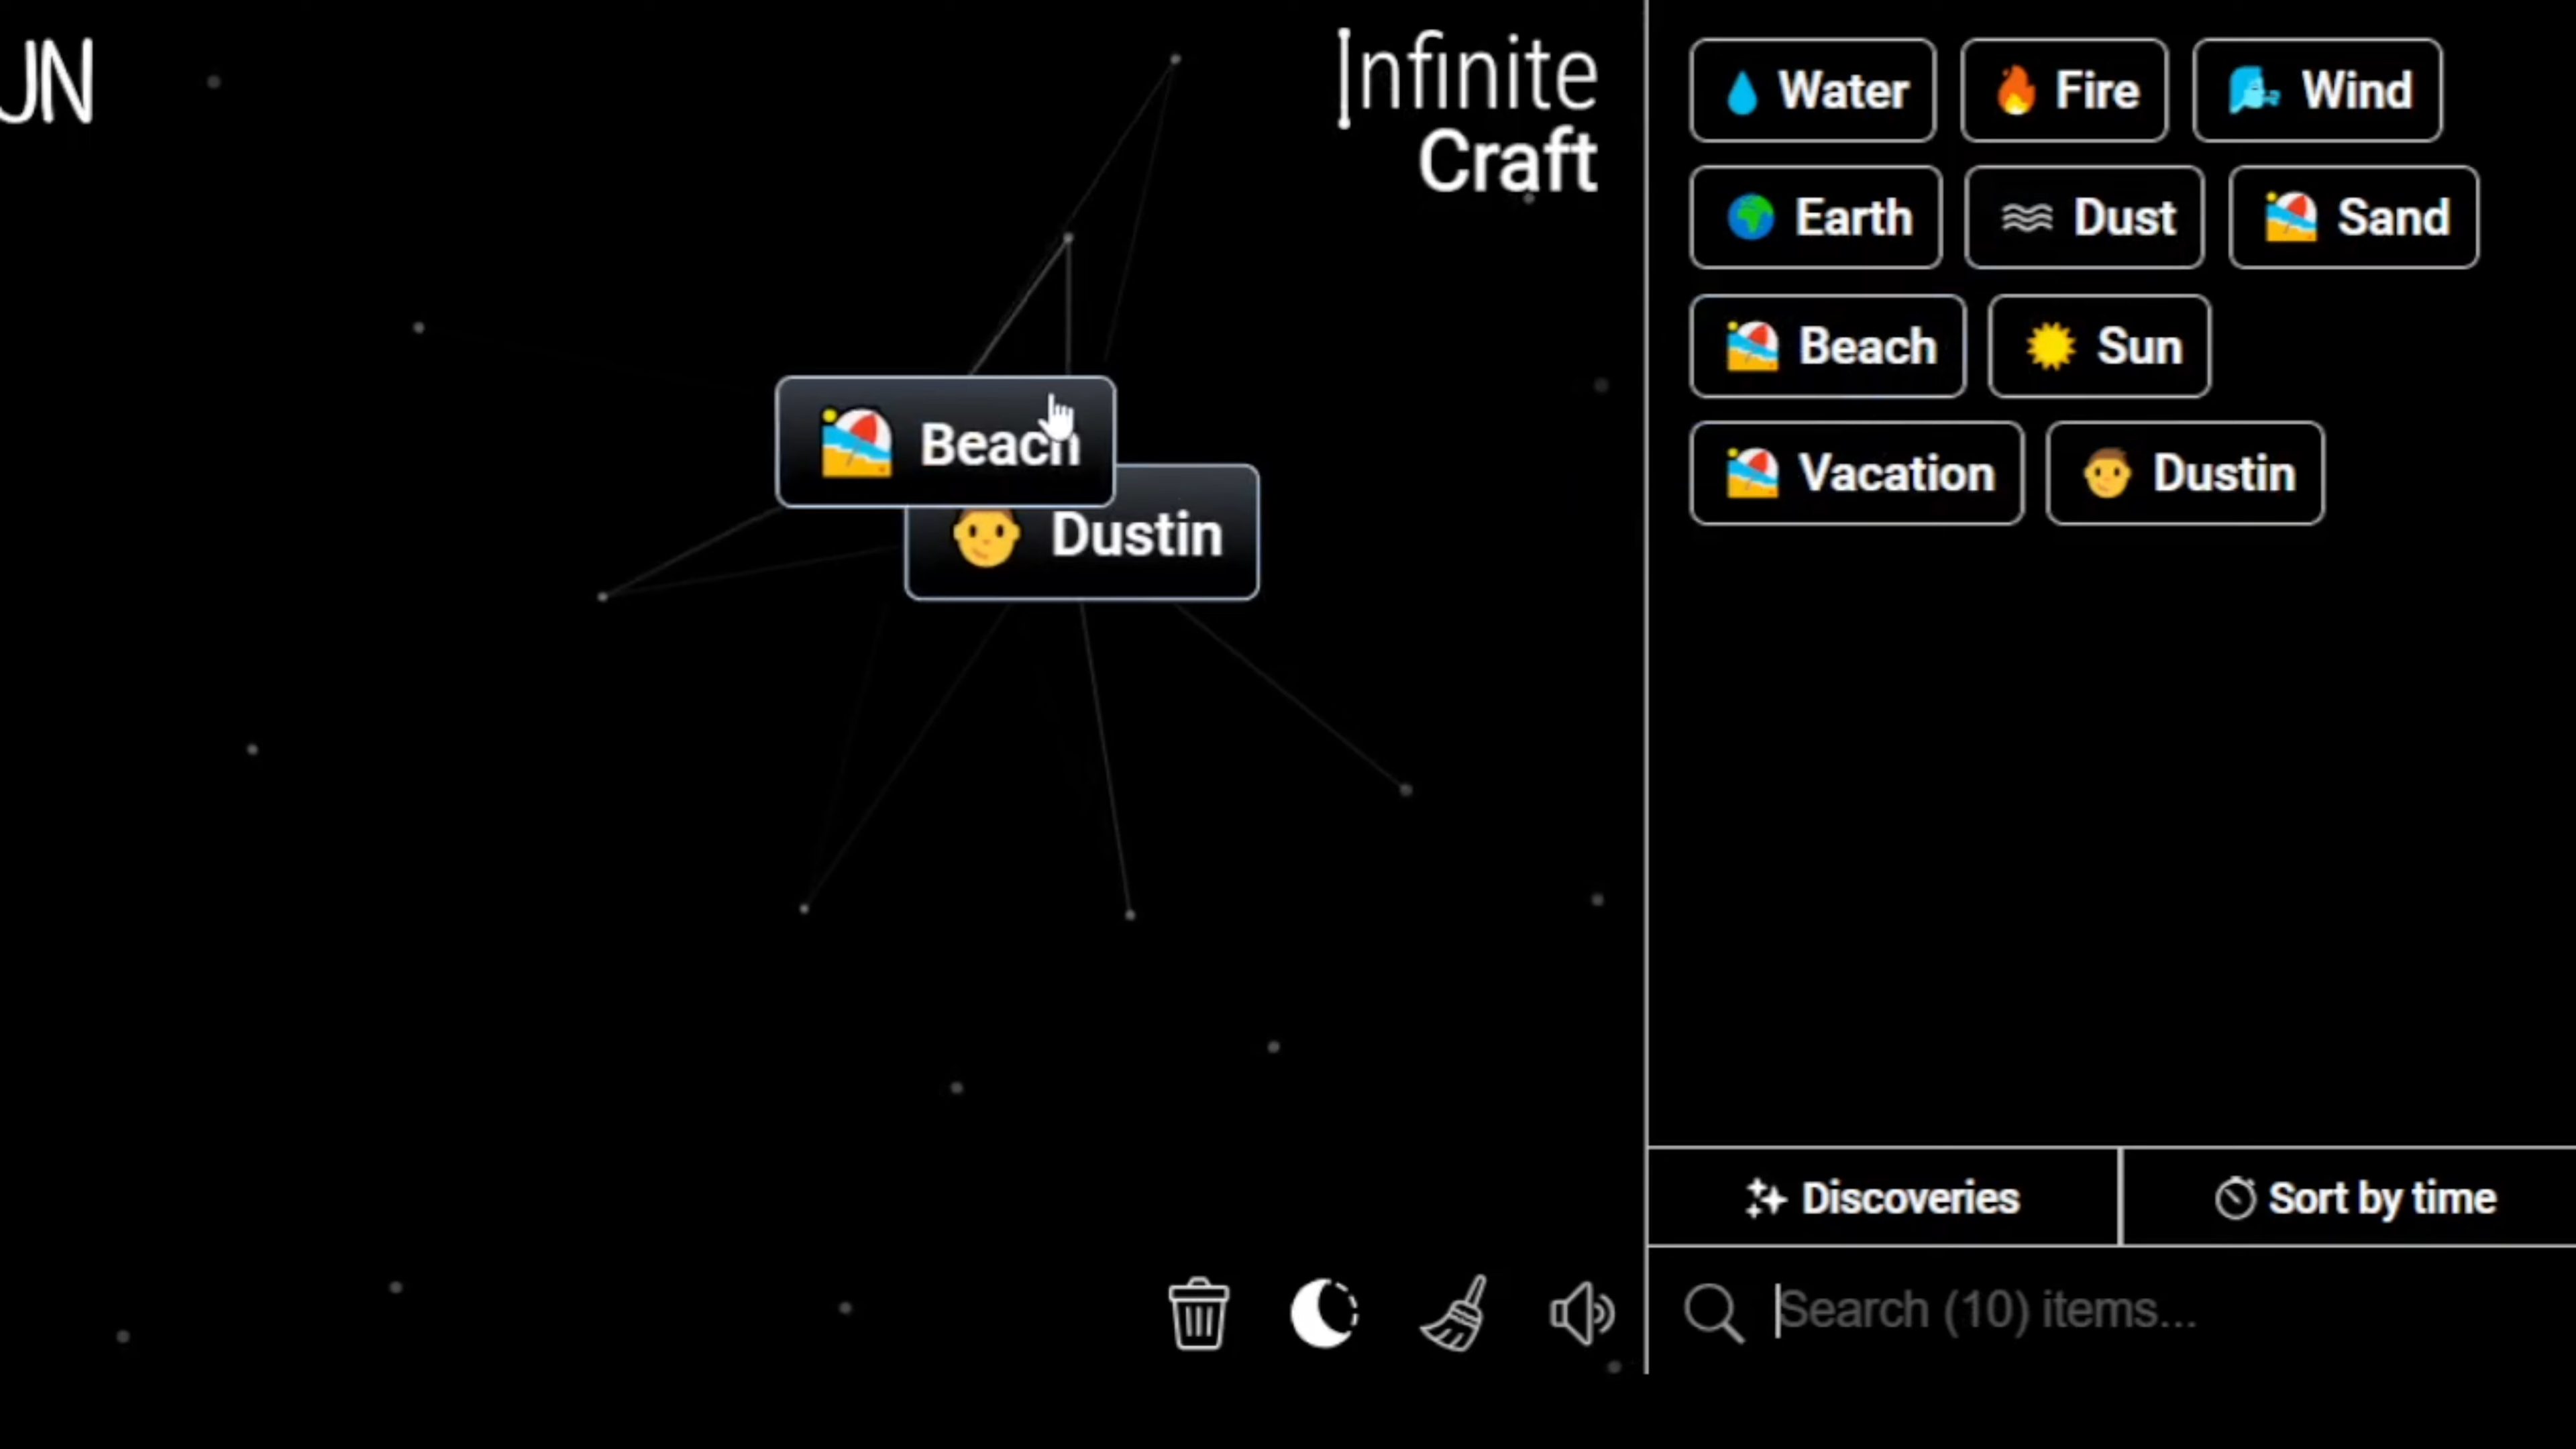 UN
Infinite
Craft
Water Fire Wind
Earth Dust Sand
Beach Sun
Vacation Dustin
Beach
Dustin
Discoveries Sort by time
Search (10) items...